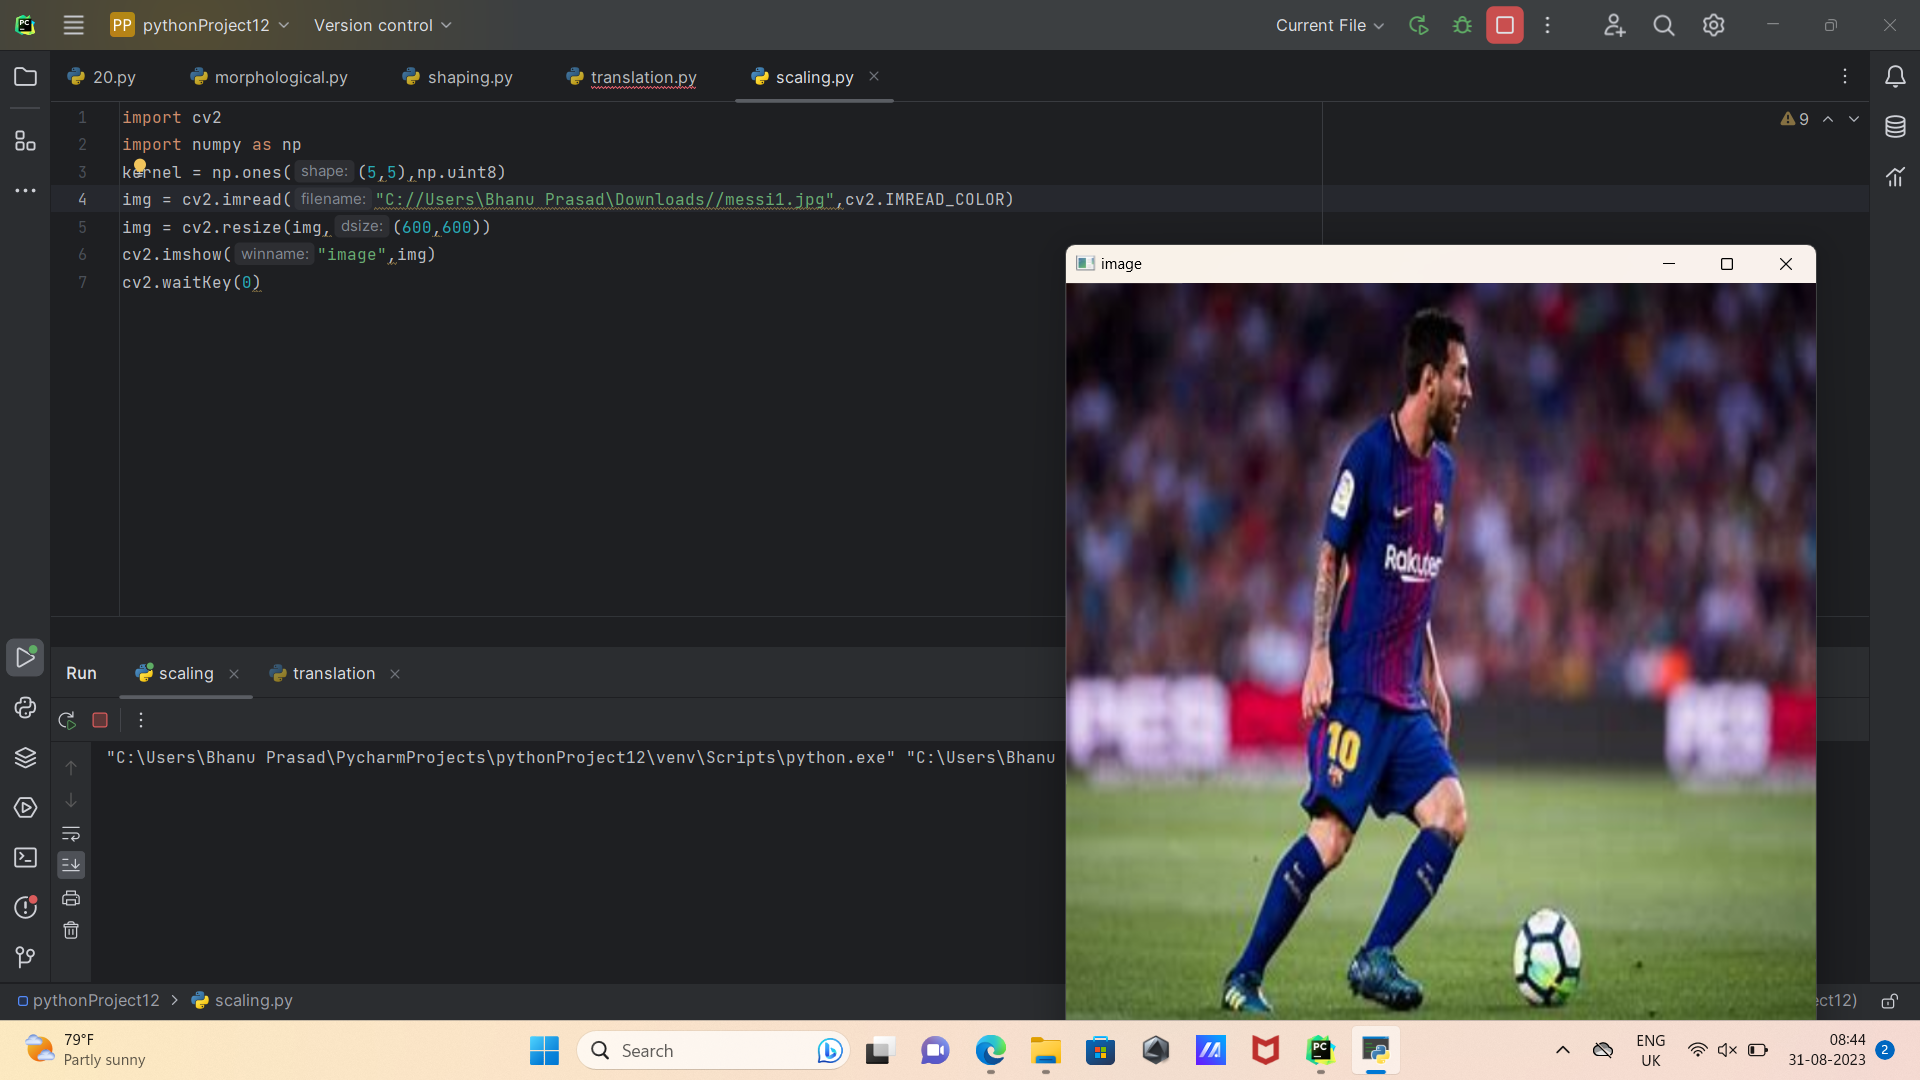 PP pythonProject12 Version control Current File
20.py morphological.py shaping.py translation.py scaling.py
1 import cv2 9
2 import numpy as np
3 kernel = np.ones( shape: (5,5),np.uint8)
4 img = cv2.imread( filename: "C://Users\Bhanu Prasad\Downloads//messi1.jpg",cv2.IMREAD_COLOR)
5 img = cv2.resize(img, dsize: (600,600))
6 cv2.imshow( winname: "image",img)
7 cv2.waitKey(0)
image
Rakuten
PES PES
10
Run scaling translation
"C:\Users\Bhanu Prasad\PycharmProjects\pythonProject12\venv\Scripts\python.exe" "C:\Users\Bhanu
pythonProject12 > scaling.py ect12)
79°F
Partly sunny
Search
PC
ENG
UK
08:44
31-08-2023
2